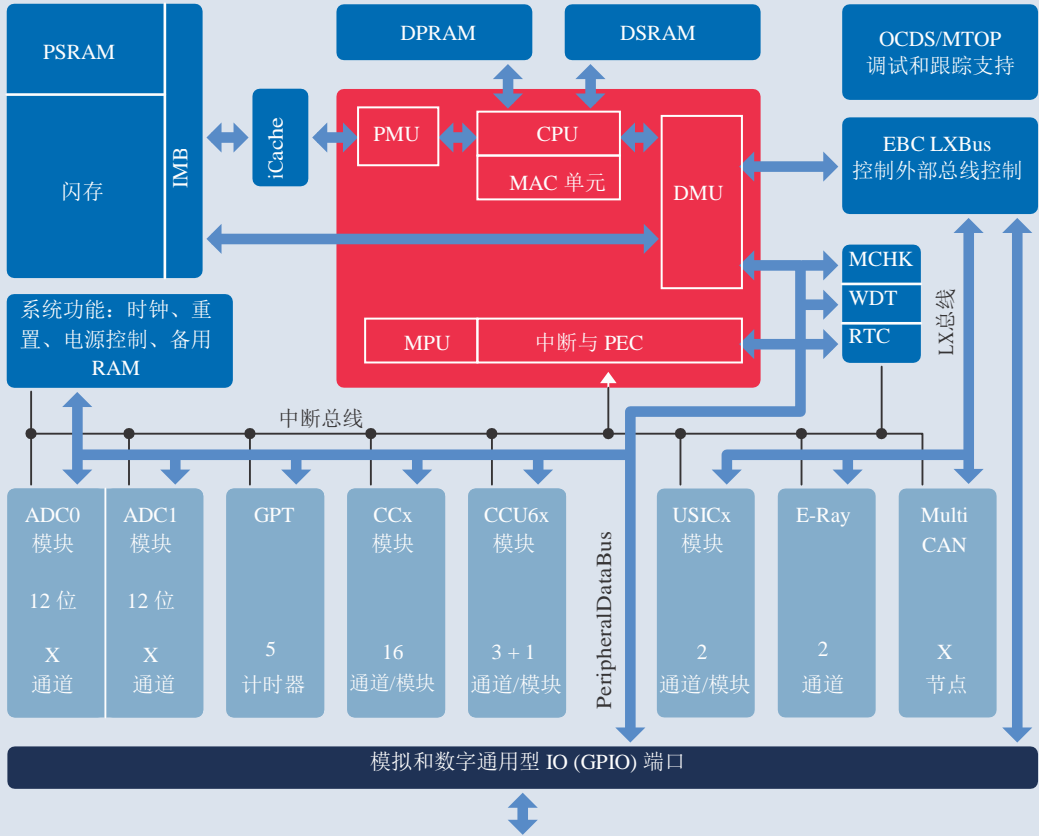 DPRAM
DSRAM
PSRAM
闪存
IMB
iCache
PMU
CPU
MAC 单元
DMU
OCDS/MTOP
调试和跟踪支持
EBC LXBus
控制外部总线控制
MCHK
WDT
RTC
LX总线
系统功能：时钟、重
置、电源控制、备用
RAM
MPU
中断与 PEC
中断总线
ADC0
模块
12 位
X
通道
ADC1
模块
12 位
X
通道
GPT
5
计时器
CCx
模块
16
通道/模块
CCU6x
模块
3 + 1
通道/模块
PeripheralDataBus
USICx
模块
2
通道/模块
E-Ray
2
通道
Multi
CAN
X
节点
模拟和数字通用型 IO (GPIO) 端口